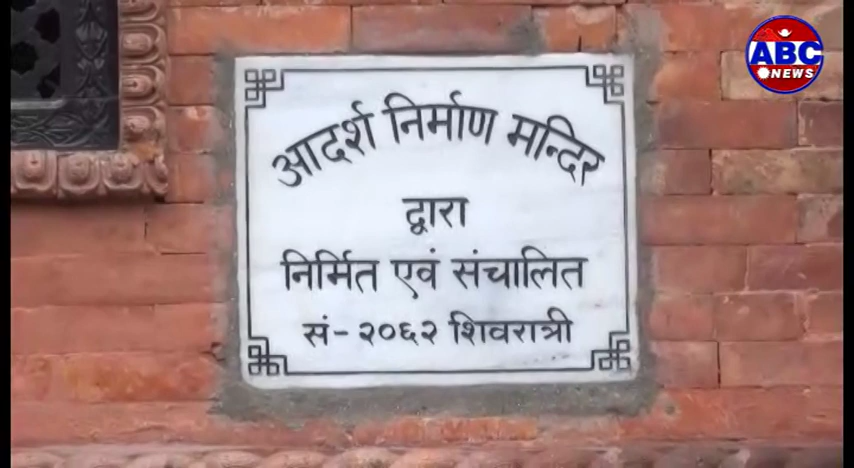 ABC
NEWS
आदर्श निर्माण मन्दिर
द्वारा
निर्मित एवं संचालित
सं- २०६२ शिवरात्री